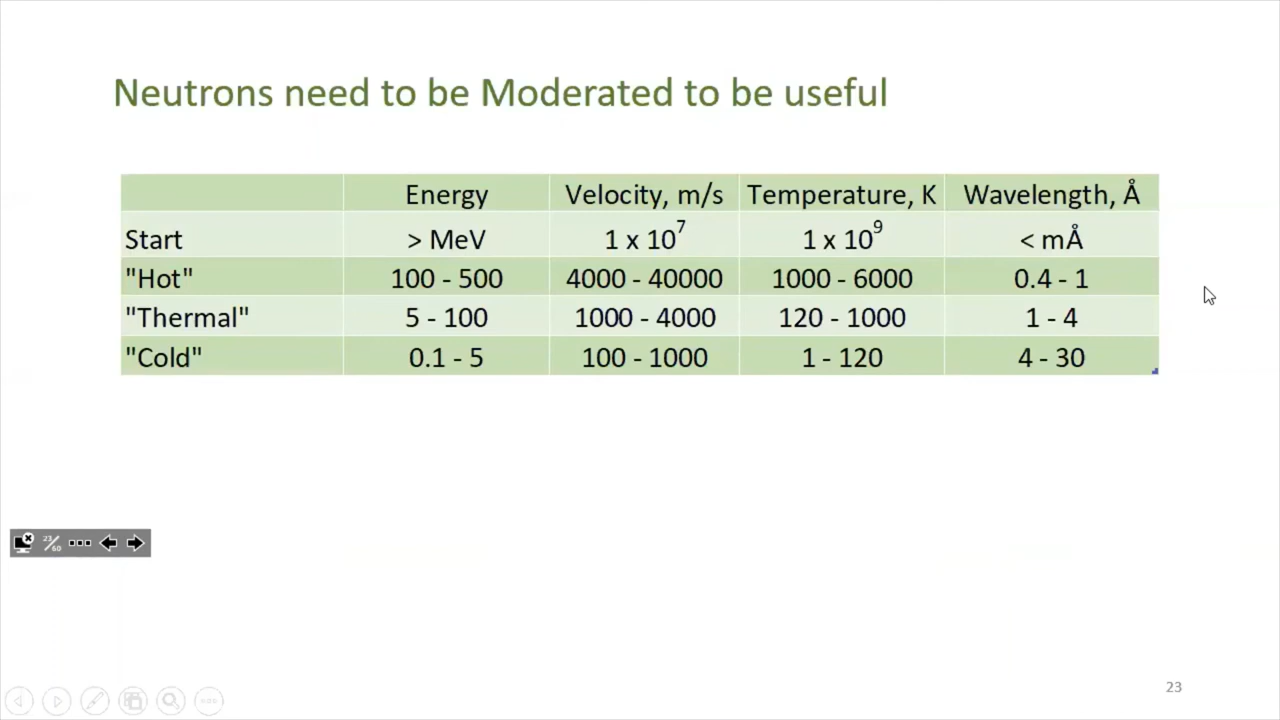 Neutrons need to be Moderated to be useful
Energy Velocity, m/s Temperature, K Wavelength, Å
Start > MeV 1 x 10⁷ 1 x 10⁹ < mÅ
"Hot" 100 - 500 4000 - 40000 1000 - 6000 0.4 - 1
"Thermal" 5 - 100 1000 - 4000 120 - 1000 1 - 4
"Cold" 0.1 - 5 100 - 1000 1 - 120 4 - 30
23/60
23